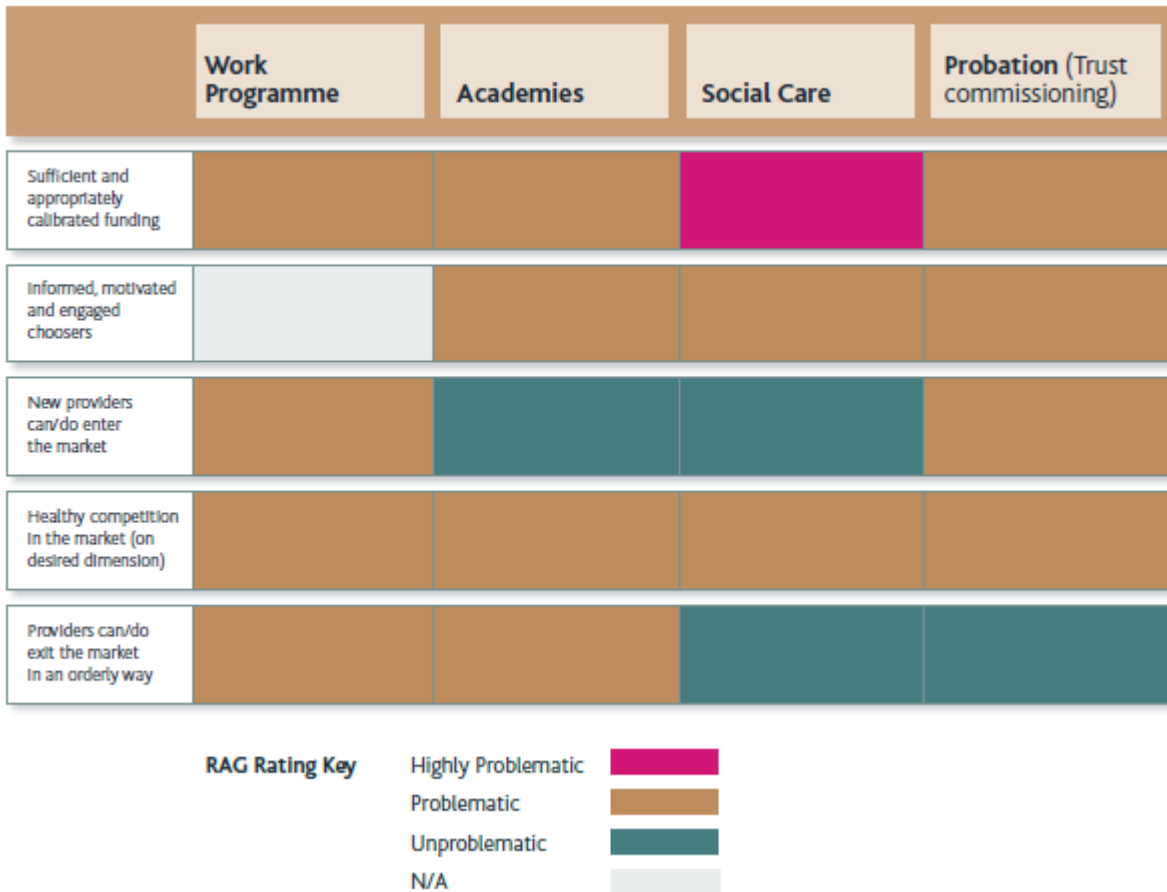 Work
Programme
Academies
Social Care
Probation (Trust
commissioning)
Sufficient and
appropriately
calibrated funding
Informed, motivated
and engaged
choosers
New providers
can/do enter
the market
Healthy competition
in the market (on
desired dimension)
Providers can/do
exit the market
in an orderly way
RAG Rating Key
Highly Problematic
Problematic
Unproblematic
N/A